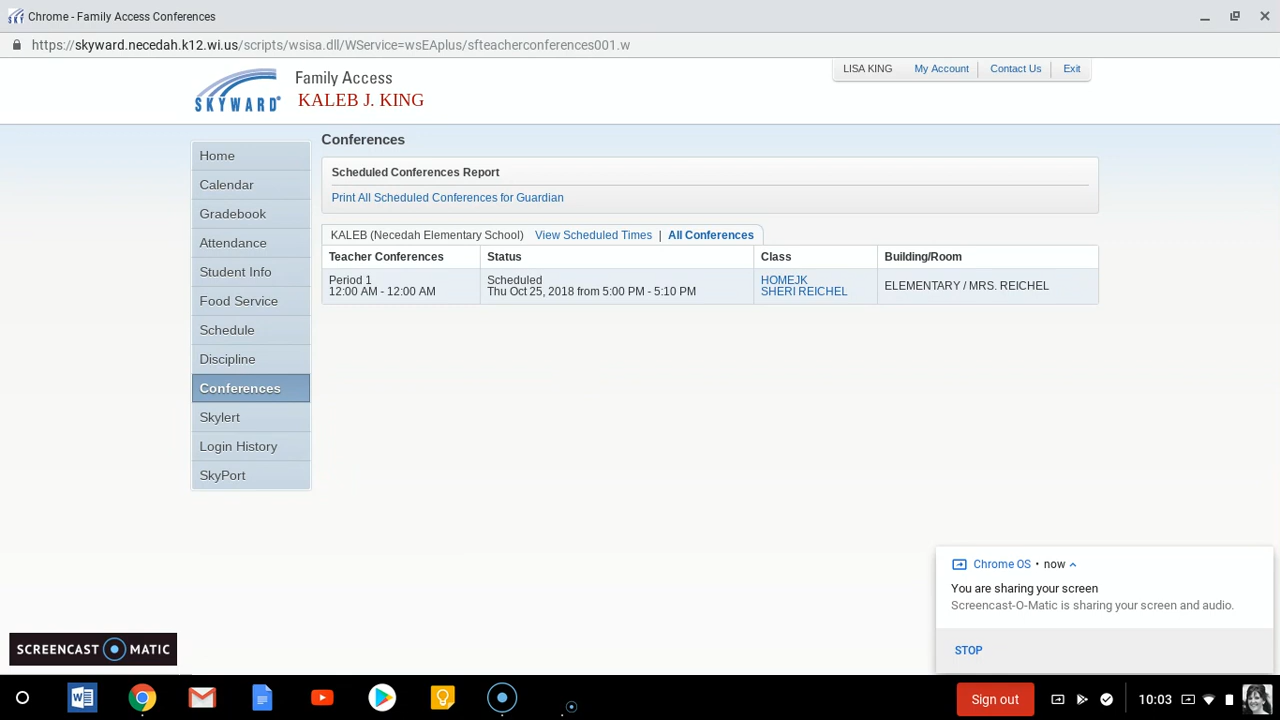 Chrome - Family Access Conferences
https://skyward.necedah.k12.wi.us/scripts/wsisa.dll/WService=wsEAplus/sfteacherconferences001.w
SKYWARD®
Family Access
KALEB J. KING
LISA KING My Account Contact Us Exit
Home
Calendar
Gradebook
Attendance
Student Info
Food Service
Schedule
Discipline
Conferences
Skylert
Login History
SkyPort
Conferences
Scheduled Conferences Report
Print All Scheduled Conferences for Guardian
KALEB (Necedah Elementary School) View Scheduled Times | All Conferences
Teacher Conferences Status Class Building/Room
Period 1 Scheduled HOMEJK
12:00 AM - 12:00 AM Thu Oct 25, 2018 from 5:00 PM - 5:10 PM SHERI REICHEL ELEMENTARY / MRS. REICHEL
Chrome OS • now
You are sharing your screen
Screencast-O-Matic is sharing your screen and audio.
STOP
SCREENCAST MATIC
Sign out 10:03